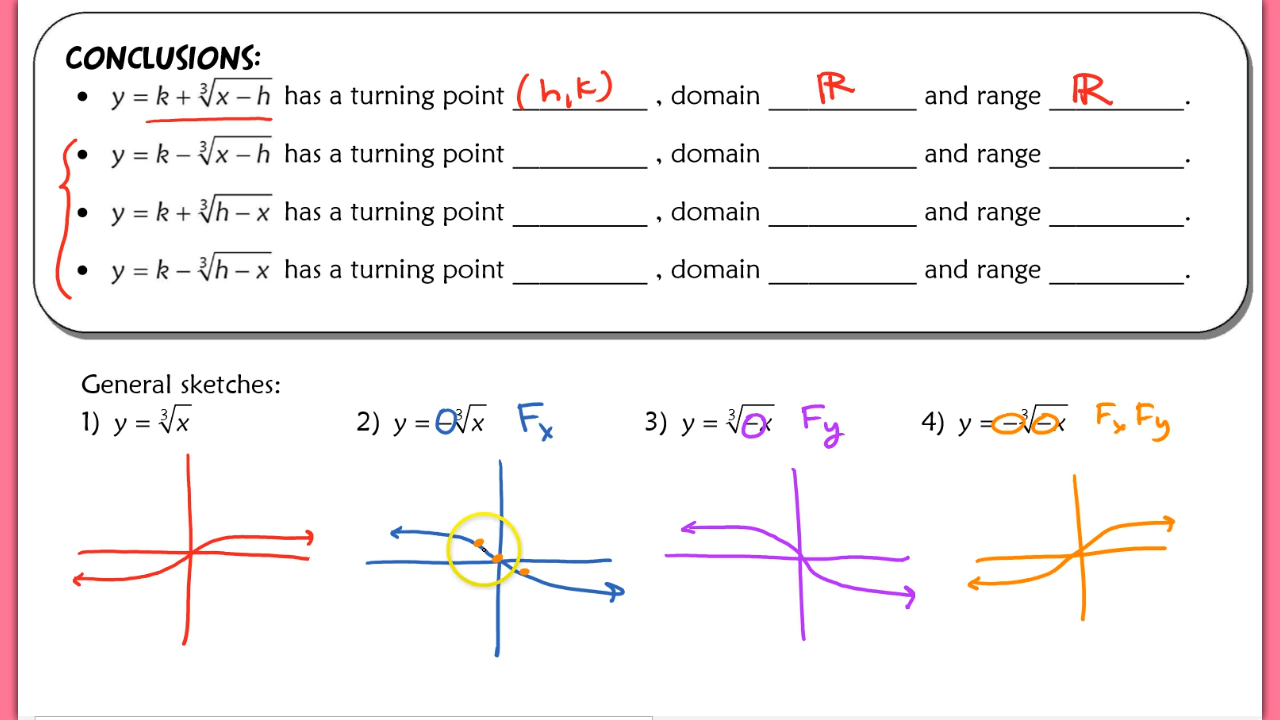 CONCLUSIONS:
• y = k + ∛(x − h) has a turning point (h,k), domain ℝ and range ℝ.
• y = k − ∛(x − h) has a turning point __________, domain __________ and range __________.
• y = k + ∛(h − x) has a turning point __________, domain __________ and range __________.
• y = k − ∛(h − x) has a turning point __________, domain __________ and range __________.
General sketches:
1) y = ∛x 2) y = −∛x Fx 3) y = ∛−x Fy 4) y = −∛−x Fx Fy